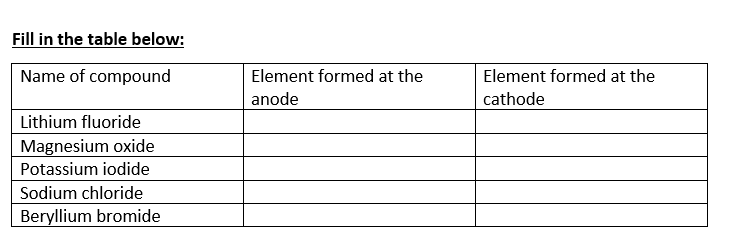 Fill in the table below:
Name of compound
Element formed at the
anode
Element formed at the
cathode
Lithium fluoride
Magnesium oxide
Potassium iodide
Sodium chloride
Beryllium bromide